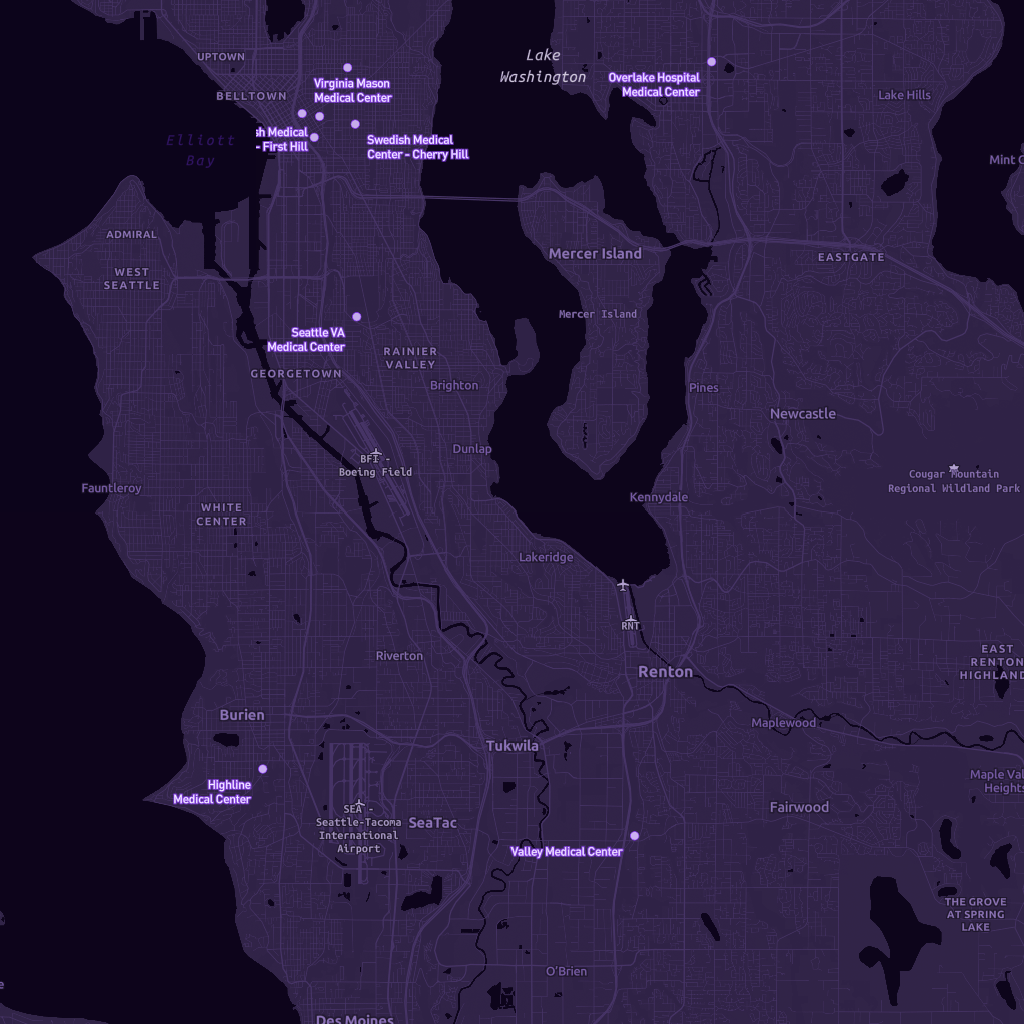 Lake
Washington
UPTOWN
Virginia Mason
Medical Center
Overlake Hospital
Medical Center
BELLTOWN
Lake Hills
Elliott
Bay
sh Medical
- First Hill
Swedish Medical
Center - Cherry Hill
Mint C
ADMIRAL
WEST
SEATTLE
Mercer Island
EASTGATE
Mercer Island
Seattle VA
Medical Center
RAINIER
VALLEY
GEORGETOWN
Brighton
Pines
Newcastle
Dunlap
BFI -
Boeing Field
Cougar Mountain
Regional Wildland Park
Fauntleroy
Kennydale
WHITE
CENTER
Lakeridge
RNT
Riverton
Renton
EAST
RENTON
HIGHLAND
Burien
Maplewood
Tukwila
Highline
Medical Center
Maple Val
Heights
SEA -
Seattle-Tacoma
International
Airport
SeaTac
Fairwood
Valley Medical Center
THE GROVE
AT SPRING
LAKE
O'Brien
Des Moines